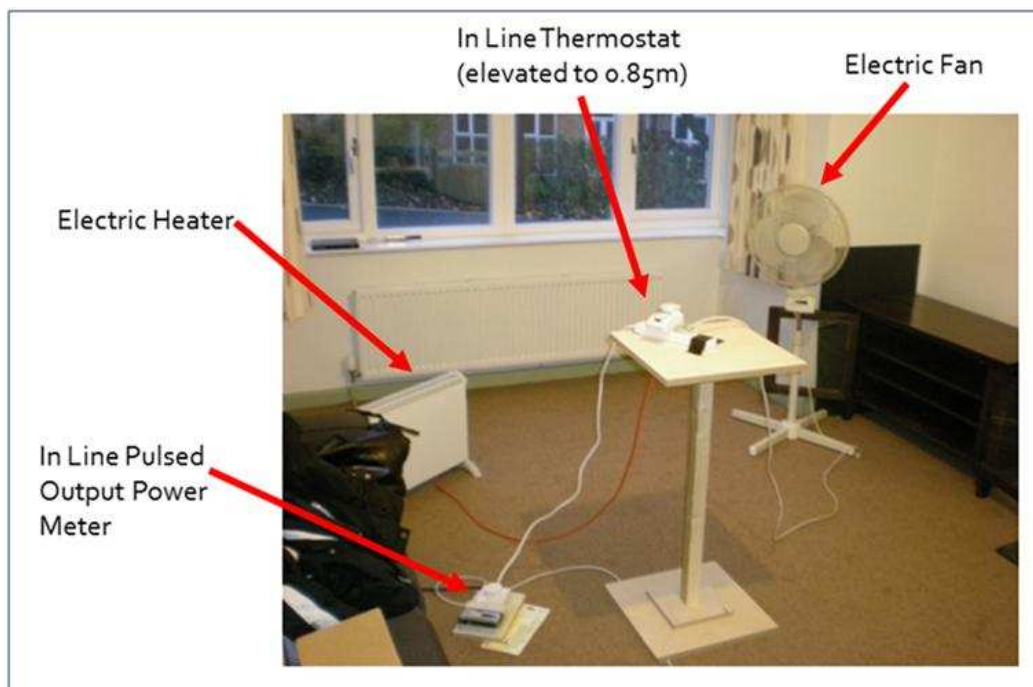 In Line Thermostat
(elevated to 0.85m)
Electric Fan
Electric Heater
In Line Pulsed
Output Power
Meter